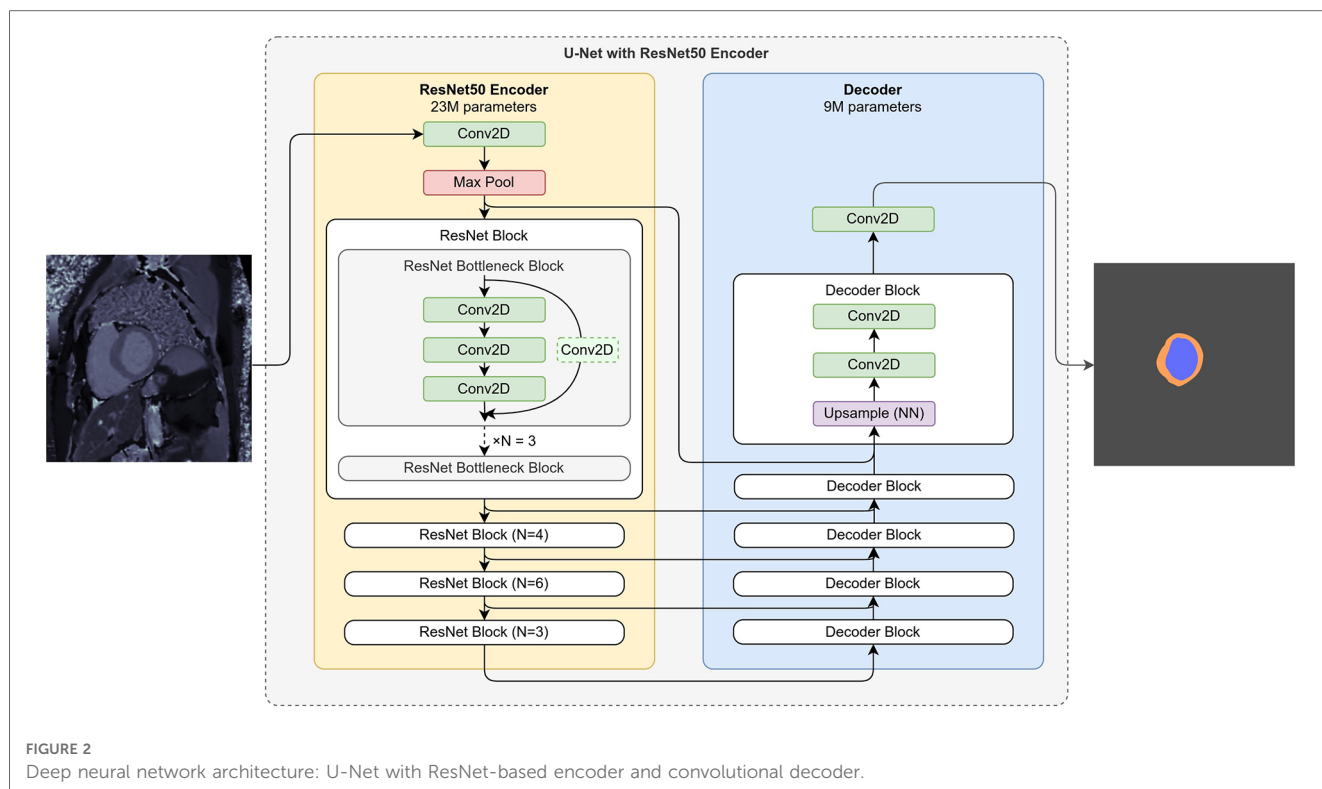 U-Net with ResNet50 Encoder
ResNet50 Encoder
23M parameters
Conv2D
Max Pool
ResNet Block
ResNet Bottleneck Block
Conv2D
Conv2D
Conv2D
Conv2D
×N = 3
ResNet Bottleneck Block
ResNet Block (N=4)
ResNet Block (N=6)
ResNet Block (N=3)
Decoder
9M parameters
Conv2D
Decoder Block
Conv2D
Conv2D
Upsample (NN)
Decoder Block
Decoder Block
Decoder Block
Decoder Block
FIGURE 2
Deep neural network architecture: U-Net with ResNet-based encoder and convolutional decoder.